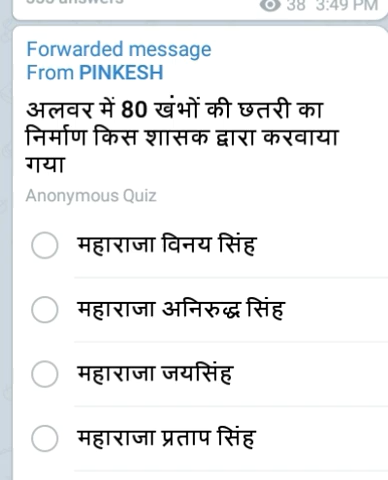 38 3:49 PM
Forwarded message
From PINKESH
अलवर में 80 खंभों की छतरी का
निर्माण किस शासक द्वारा करवाया
गया
Anonymous Quiz
महाराजा विनय सिंह
महाराजा अनिरुद्ध सिंह
महाराजा जयसिंह
महाराजा प्रताप सिंह